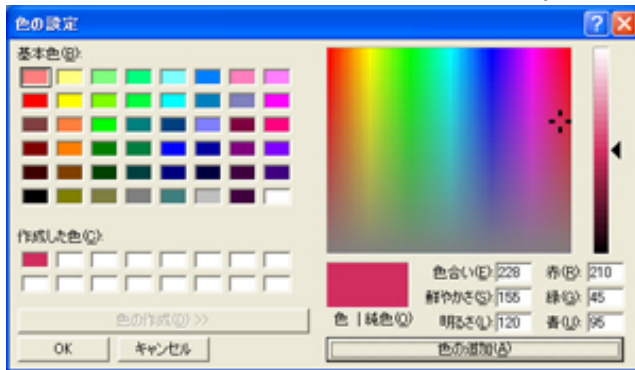 色の設定
基本色(B):
作成した色(C):
色の作成(D) >>
OK
キャンセル
色 | 純色(O)
色合い(E): 228
鮮やかさ(S): 155
明るさ(L): 120
赤(R): 210
緑(G): 45
青(U): 95
色の追加(A)